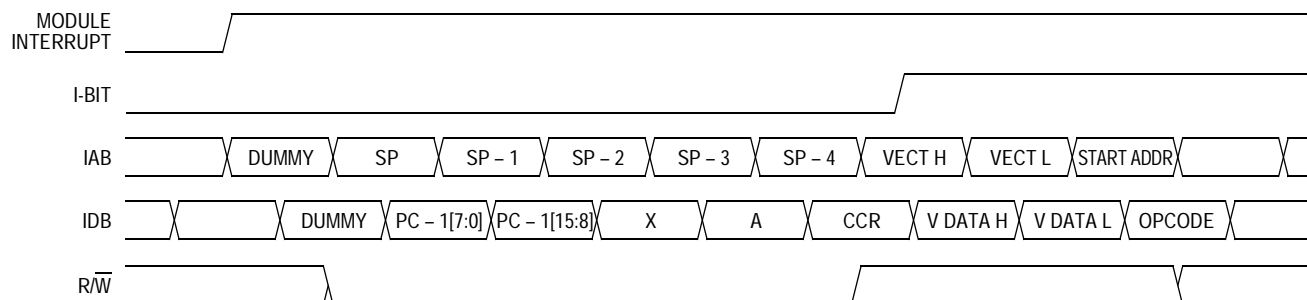 MODULE
INTERRUPT
I-BIT
IAB DUMMY SP SP – 1 SP – 2 SP – 3 SP – 4 VECT H VECT L START ADDR
IDB DUMMY PC – 1[7:0] PC – 1[15:8] X A CCR V DATA H V DATA L OPCODE
R/W̅